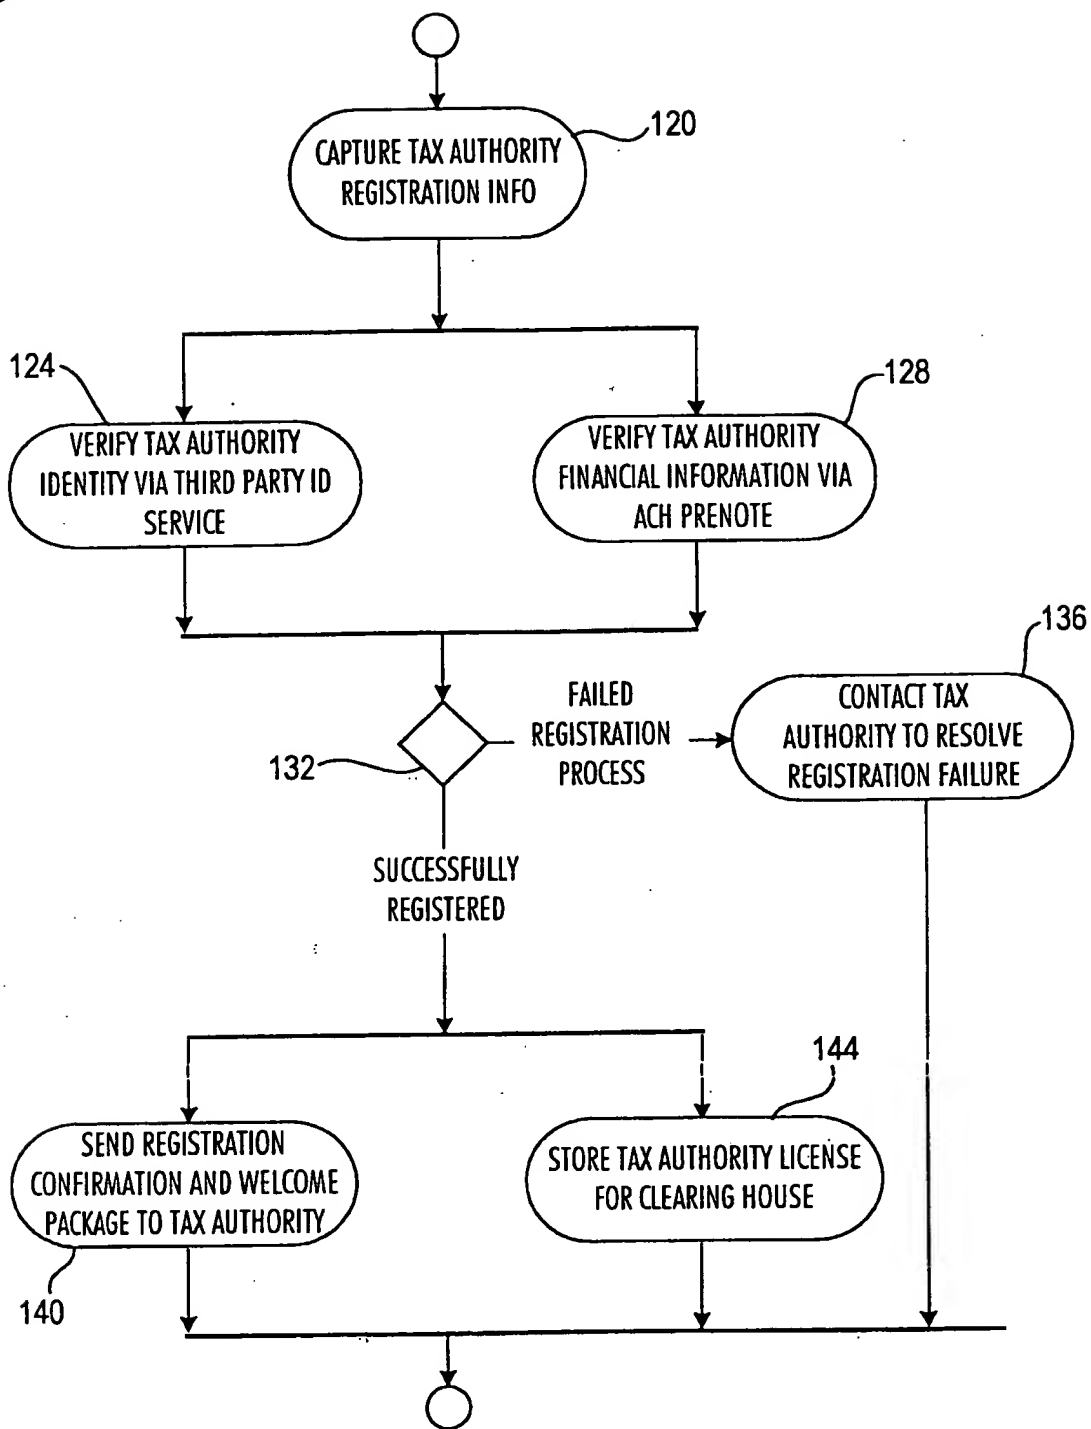 120
CAPTURE TAX AUTHORITY
REGISTRATION INFO
124
128
VERIFY TAX AUTHORITY
IDENTITY VIA THIRD PARTY ID
SERVICE
VERIFY TAX AUTHORITY
FINANCIAL INFORMATION VIA
ACH PRENOTE
136
FAILED
REGISTRATION
PROCESS
CONTACT TAX
AUTHORITY TO RESOLVE
REGISTRATION FAILURE
132
SUCCESSFULLY
REGISTERED
144
SEND REGISTRATION
CONFIRMATION AND WELCOME
PACKAGE TO TAX AUTHORITY
STORE TAX AUTHORITY LICENSE
FOR CLEARING HOUSE
140